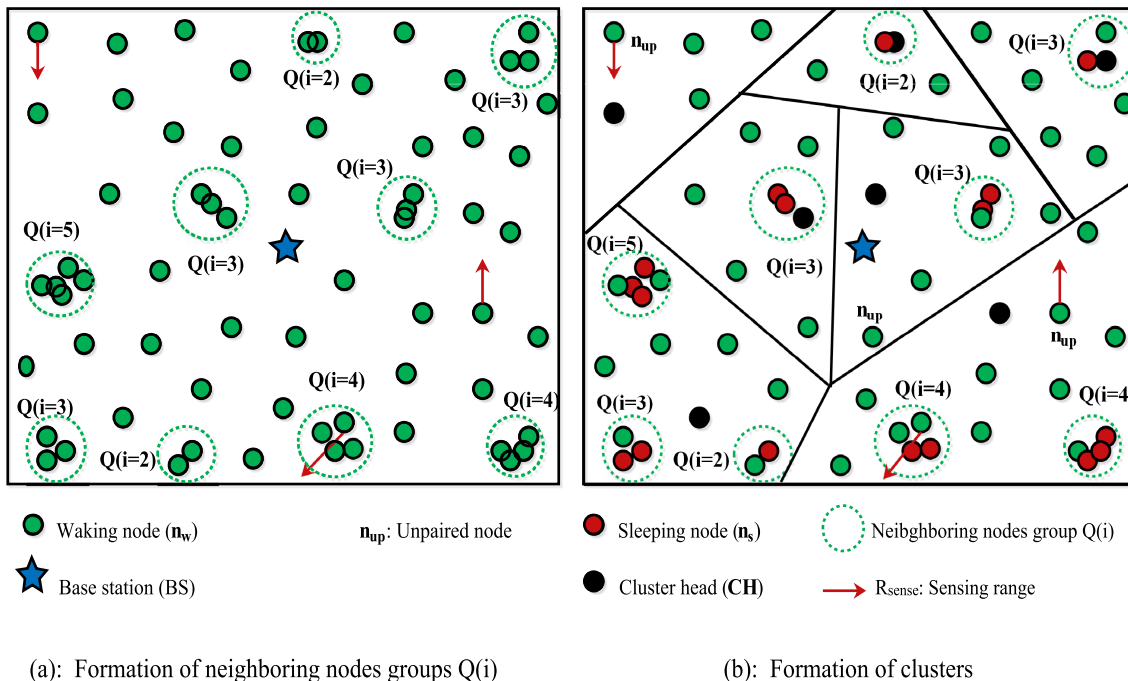 Q(i=2)
Q(i=3)
Q(i=3)
Q(i=3)
Q(i=5)
Q(i=4)
Q(i=3)
Q(i=4)
Q(i=2)
n_up
Q(i=3)
Q(i=2)
Q(i=3)
Q(i=5)
Q(i=3)
n_up
n_up
Q(i=4)
Q(i=3)
Q(i=4
Q(i=2)
Waking node (n_w)
n_up: Unpaired node
Base station (BS)
Sleeping node (n_s)
Neibghboring nodes group Q(i)
Cluster head (CH)
R_sense: Sensing range
(a): Formation of neighboring nodes groups Q(i)
(b): Formation of clusters